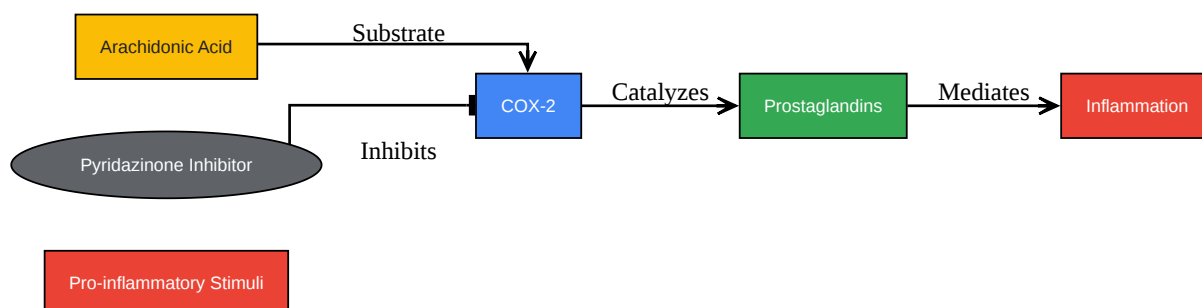 Substrate
Arachidonic Acid
COX-2
Catalyzes
Prostaglandins
Mediates
Inflammation
Inhibits
Pyridazinone Inhibitor
Pro-inflammatory Stimuli